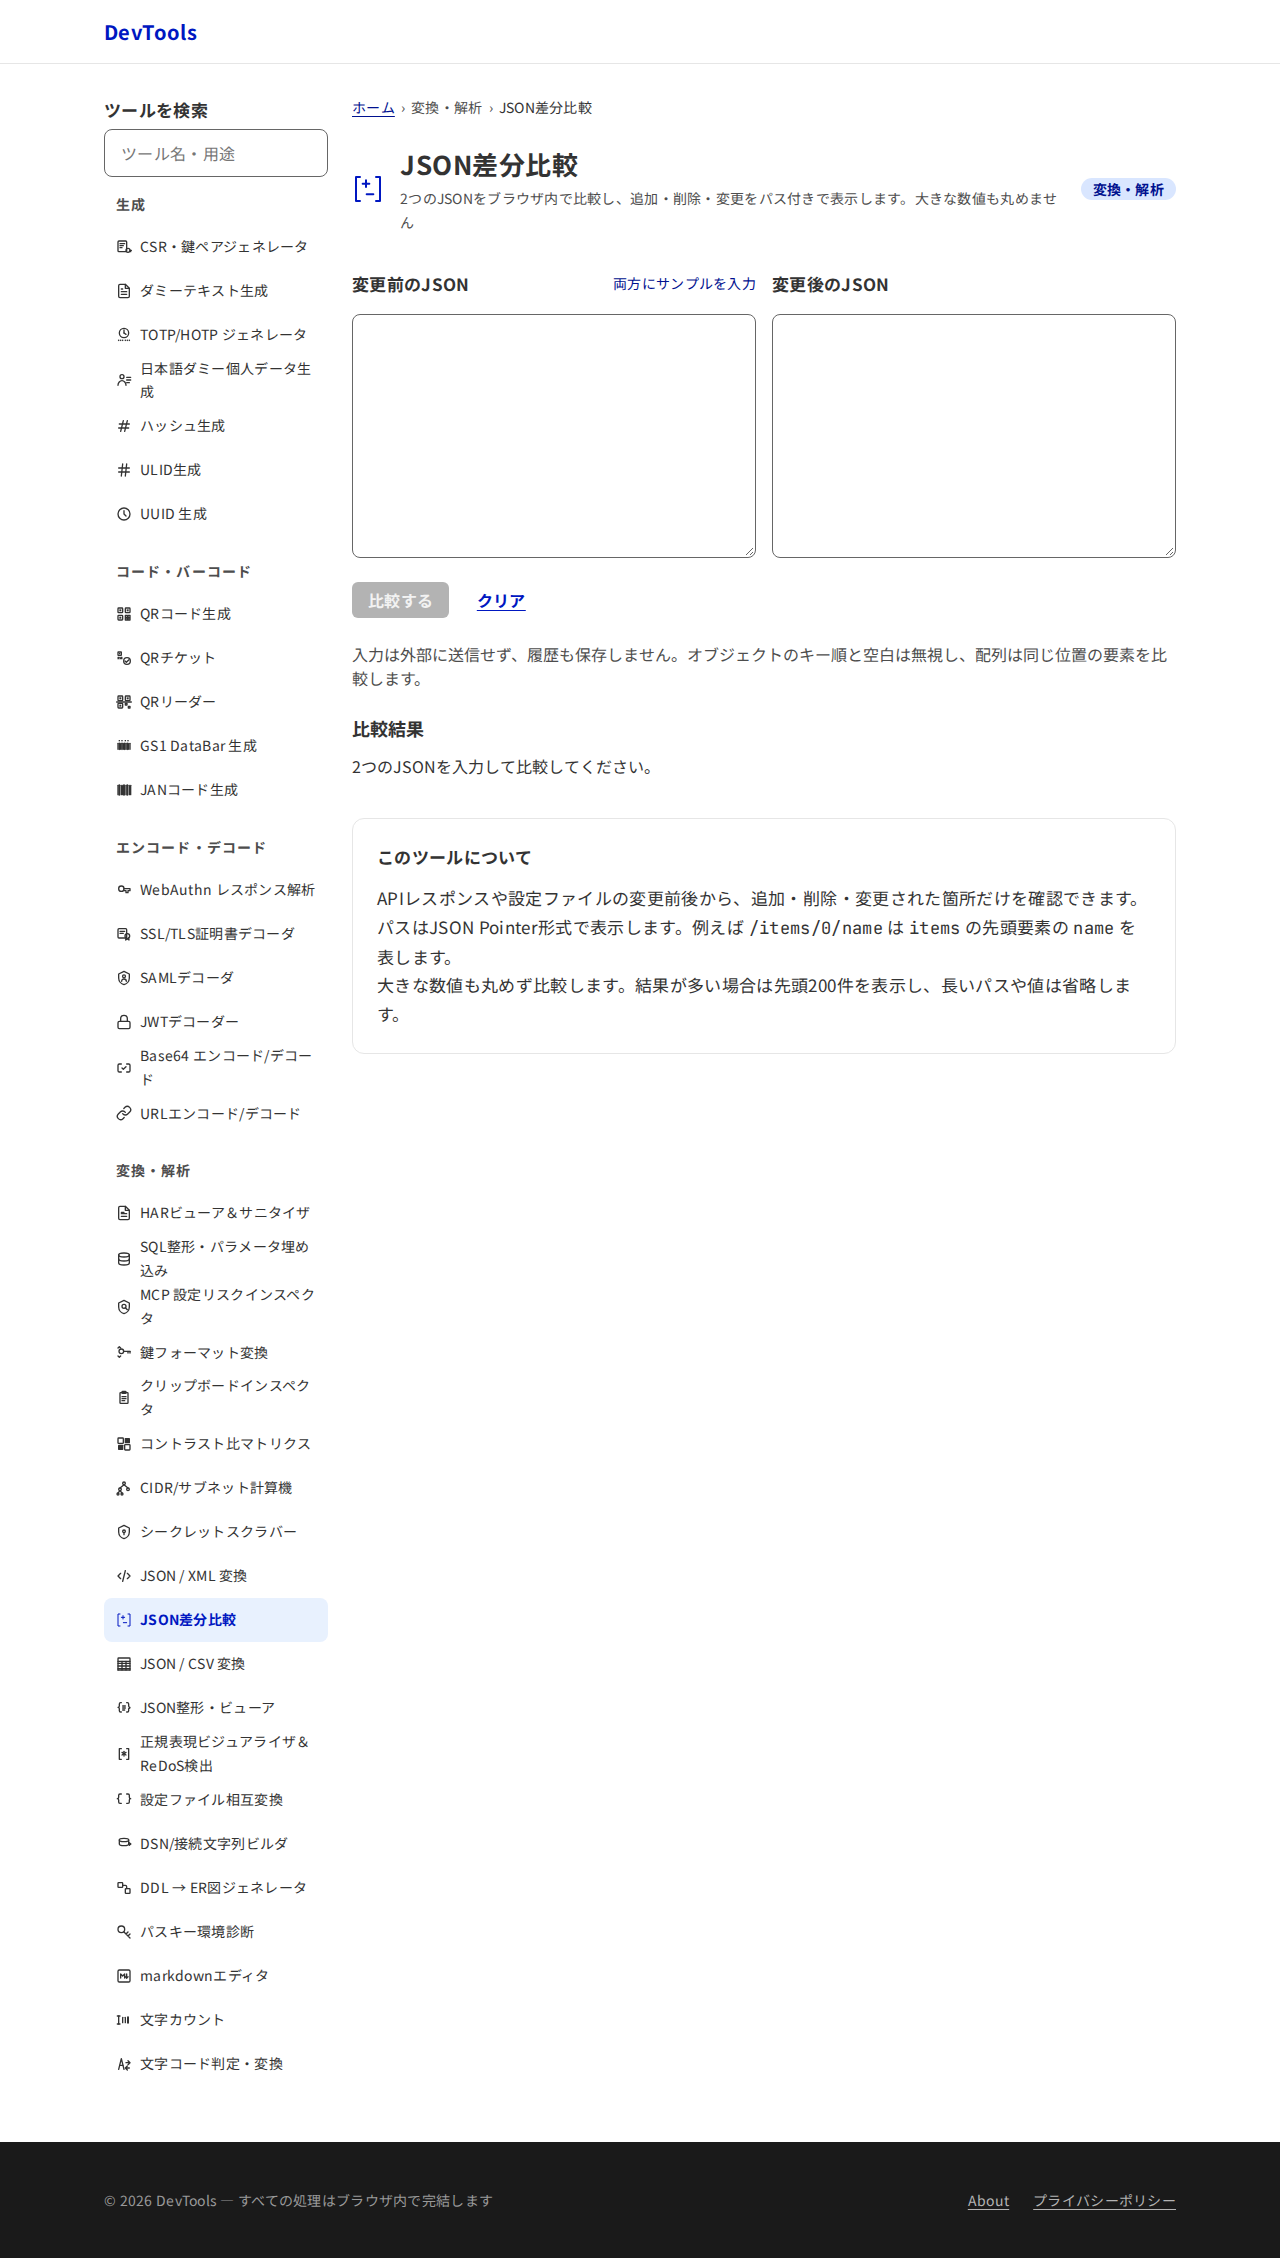 DevTools
ツールを検索
ツール名・用途
生成
CSR・鍵ペアジェネレータ
ダミーテキスト生成
TOTP/HOTP ジェネレータ
日本語ダミー個人データ生
成
ハッシュ生成
ULID生成
UUID 生成
コード・バーコード
QRコード生成
QRチケット
QRリーダー
GS1 DataBar 生成
JANコード生成
エンコード・デコード
WebAuthn レスポンス解析
SSL/TLS証明書デコーダ
SAMLデコーダ
JWTデコーダー
Base64 エンコード/デコー
ド
URLエンコード/デコード
変換・解析
HARビューア＆サニタイザ
SQL整形・パラメータ埋め
込み
MCP 設定リスクインスペク
タ
鍵フォーマット変換
クリップボードインスペク
タ
コントラスト比マトリクス
CIDR/サブネット計算機
シークレットスクラバー
JSON / XML 変換
JSON差分比較
JSON / CSV 変換
JSON整形・ビューア
正規表現ビジュアライザ＆
ReDoS検出
設定ファイル相互変換
DSN/接続文字列ビルダ
DDL → ER図ジェネレータ
パスキー環境診断
markdownエディタ
文字カウント
文字コード判定・変換
ホーム › 変換・解析 › JSON差分比較
JSON差分比較
2つのJSONをブラウザ内で比較し、追加・削除・変更をパス付きで表示します。大きな数値も丸めませ
ん
変換・解析
変更前のJSON
両方にサンプルを入力
変更後のJSON
比較する
クリア
入力は外部に送信せず、履歴も保存しません。オブジェクトのキー順と空白は無視し、配列は同じ位置の要素を比
較します。
比較結果
2つのJSONを入力して比較してください。
このツールについて
APIレスポンスや設定ファイルの変更前後から、追加・削除・変更された箇所だけを確認できます。
パスはJSON Pointer形式で表示します。例えば /items/0/name は items の先頭要素の name を
表します。
大きな数値も丸めず比較します。結果が多い場合は先頭200件を表示し、長いパスや値は省略しま
す。
© 2026 DevTools — すべての処理はブラウザ内で完結します
About
プライバシーポリシー